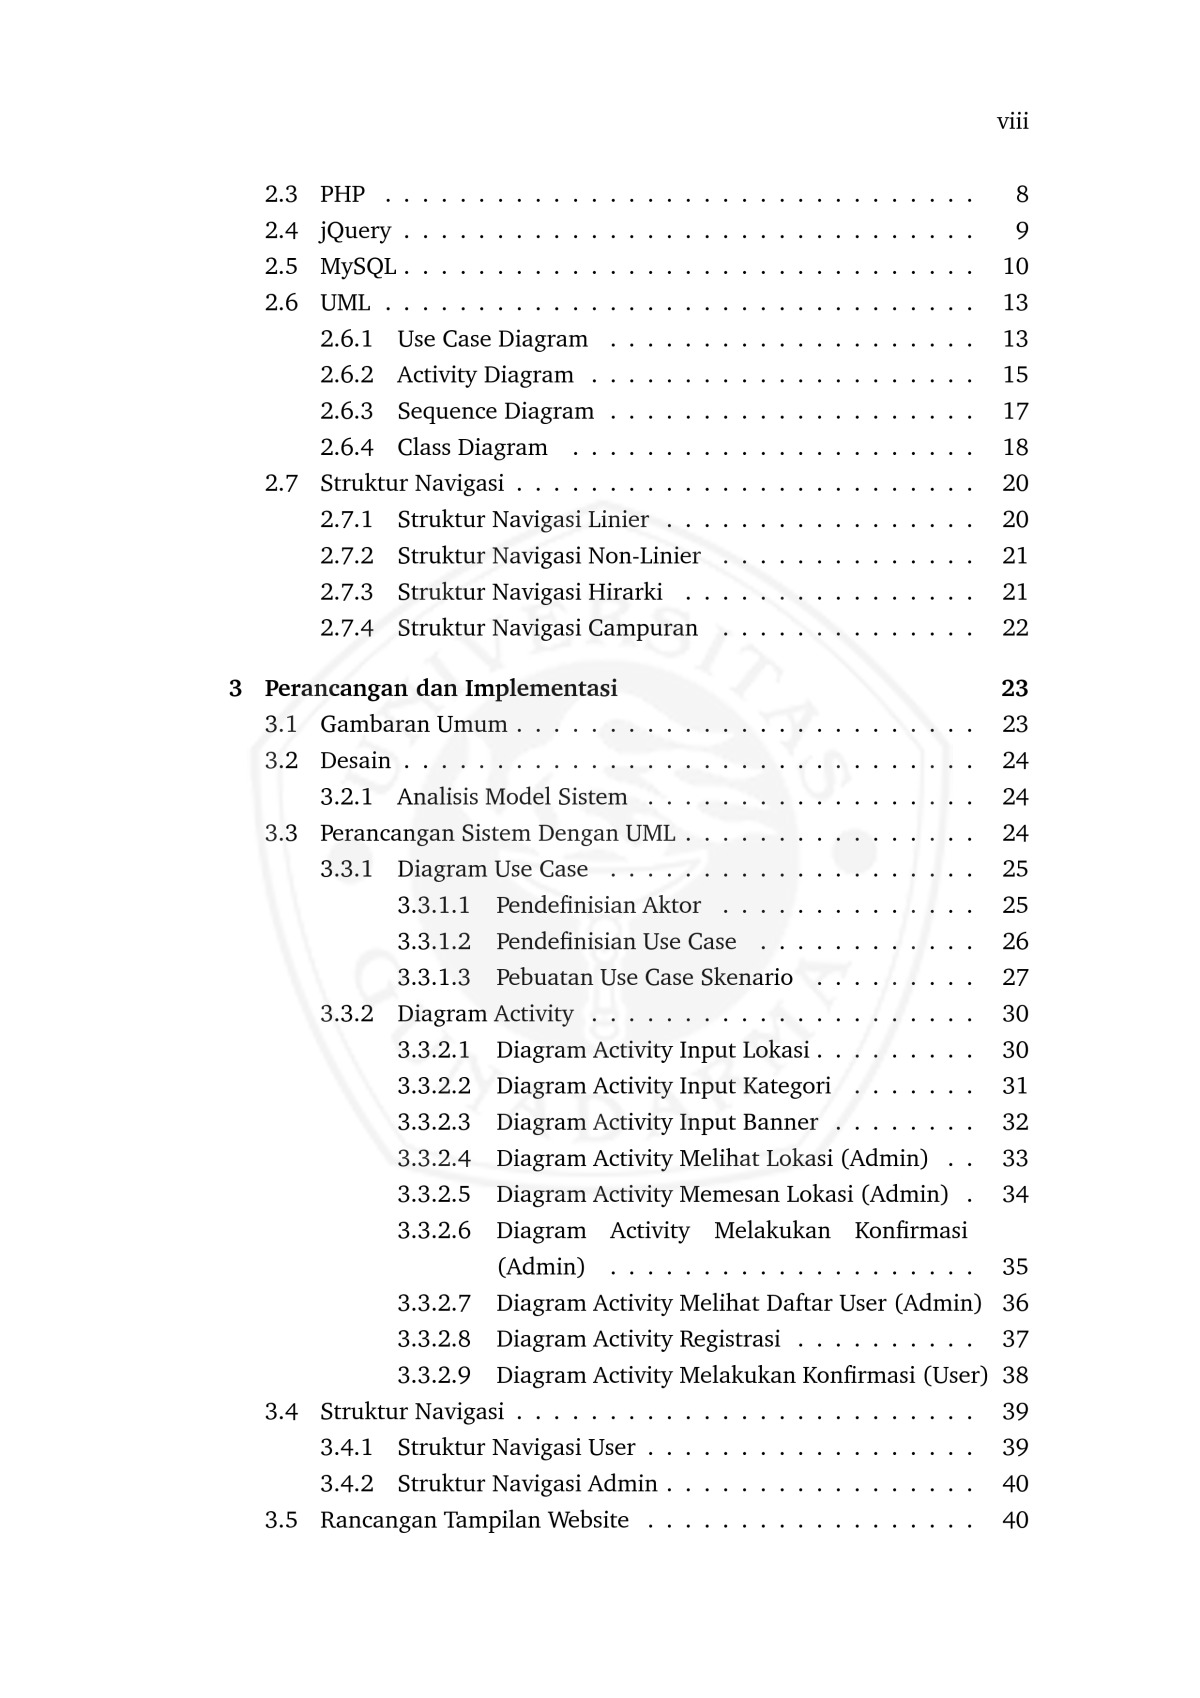 viii
2.3 PHP . . . . . . . . . . . . . . . . . . . . . . . . . . . . . . . . 8
2.4 jQuery . . . . . . . . . . . . . . . . . . . . . . . . . . . . . . . 9
2.5 MySQL . . . . . . . . . . . . . . . . . . . . . . . . . . . . . . . 10
2.6 UML . . . . . . . . . . . . . . . . . . . . . . . . . . . . . . . . 13
2.6.1 Use Case Diagram . . . . . . . . . . . . . . . . . . . . 13
2.6.2 Activity Diagram . . . . . . . . . . . . . . . . . . . . . 15
2.6.3 Sequence Diagram . . . . . . . . . . . . . . . . . . . . 17
2.6.4 Class Diagram . . . . . . . . . . . . . . . . . . . . . . 18
2.7 Struktur Navigasi . . . . . . . . . . . . . . . . . . . . . . . . . 20
2.7.1 Struktur Navigasi Linier . . . . . . . . . . . . . . . . . 20
2.7.2 Struktur Navigasi Non-Linier . . . . . . . . . . . . . . 21
2.7.3 Struktur Navigasi Hirarki . . . . . . . . . . . . . . . . 21
2.7.4 Struktur Navigasi Campuran . . . . . . . . . . . . . . 22
3 Perancangan dan Implementasi 23
3.1 Gambaran Umum . . . . . . . . . . . . . . . . . . . . . . . . . 23
3.2 Desain . . . . . . . . . . . . . . . . . . . . . . . . . . . . . . . 24
3.2.1 Analisis Model Sistem . . . . . . . . . . . . . . . . . . 24
3.3 Perancangan Sistem Dengan UML . . . . . . . . . . . . . . . . 24
3.3.1 Diagram Use Case . . . . . . . . . . . . . . . . . . . . 25
3.3.1.1 Pendefinisian Aktor . . . . . . . . . . . . . . 25
3.3.1.2 Pendefinisian Use Case . . . . . . . . . . . . 26
3.3.1.3 Pebuatan Use Case Skenario . . . . . . . . . 27
3.3.2 Diagram Activity . . . . . . . . . . . . . . . . . . . . . 30
3.3.2.1 Diagram Activity Input Lokasi . . . . . . . . . 30
3.3.2.2 Diagram Activity Input Kategori . . . . . . . 31
3.3.2.3 Diagram Activity Input Banner . . . . . . . . 32
3.3.2.4 Diagram Activity Melihat Lokasi (Admin) . . 33
3.3.2.5 Diagram Activity Memesan Lokasi (Admin) . 34
3.3.2.6 Diagram Activity Melakukan Konfirmasi
(Admin) . . . . . . . . . . . . . . . . . . . . 35
3.3.2.7 Diagram Activity Melihat Daftar User (Admin) 36
3.3.2.8 Diagram Activity Registrasi . . . . . . . . . . 37
3.3.2.9 Diagram Activity Melakukan Konfirmasi (User) 38
3.4 Struktur Navigasi . . . . . . . . . . . . . . . . . . . . . . . . . 39
3.4.1 Struktur Navigasi User . . . . . . . . . . . . . . . . . . 39
3.4.2 Struktur Navigasi Admin . . . . . . . . . . . . . . . . . 40
3.5 Rancangan Tampilan Website . . . . . . . . . . . . . . . . . . 40
UNIVERSITAS GUNADARMA